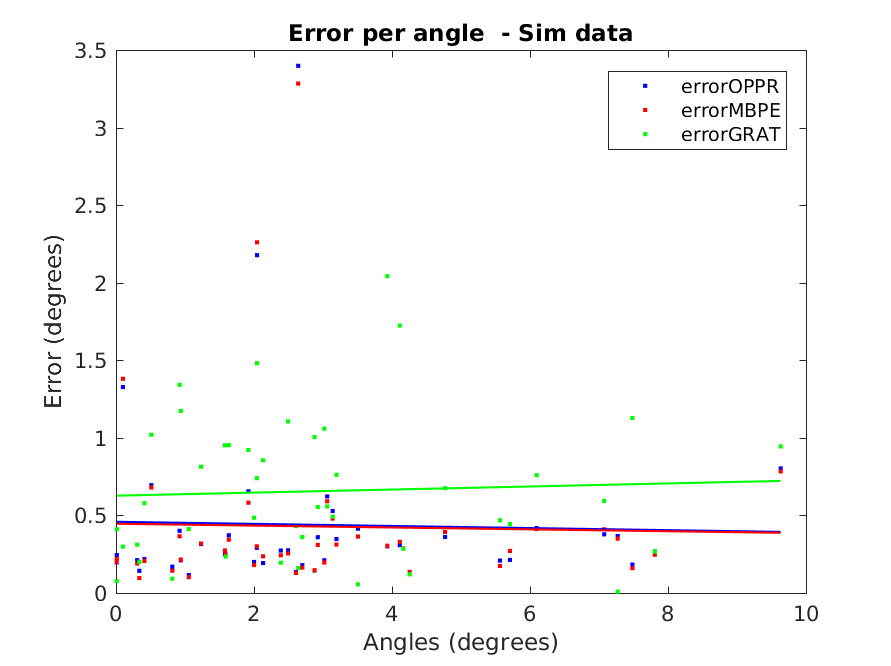 Error per angle - Sim data
errorOPPR
errorMBPE
errorGRAT
Error (degrees)
3.5
3
2.5
2
1.5
1
0.5
0
0 2 4 6 8 10
Angles (degrees)